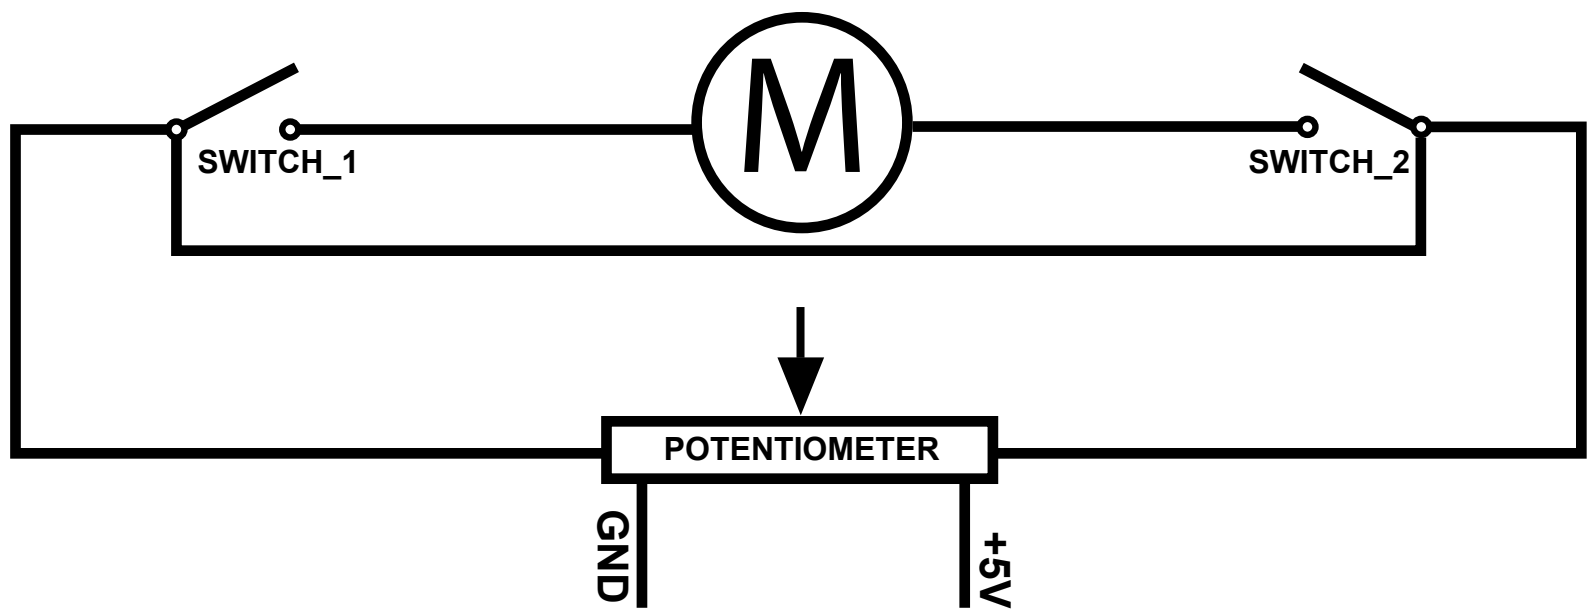 M
SWITCH_1
SWITCH_2
POTENTIOMETER
GND
+5V